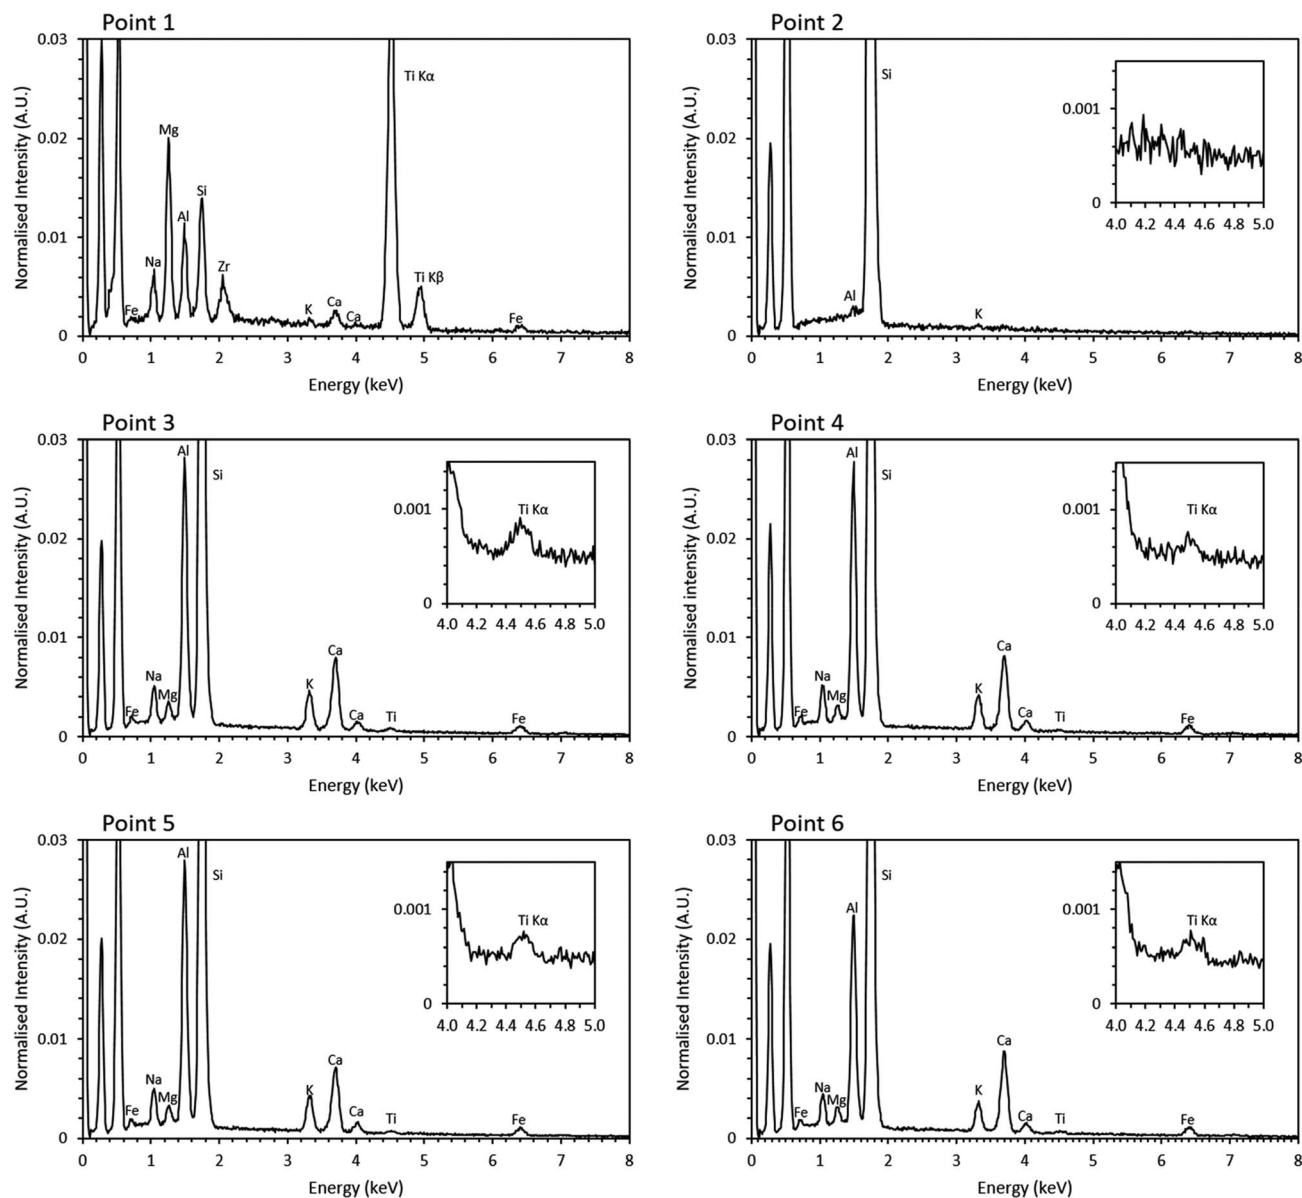 Point 1
Normalised Intensity (A.U.)
0.03
0.02
0.01
0
Fe
Na
Mg
Al
Si
Zr
K
Ca
Ca
Ti Kα
Ti Kβ
Fe
0 1 2 3 4 5 6 7 8
Energy (keV)
Point 2
Normalised Intensity (A.U.)
0.03
0.02
0.01
0
Al
Si
K
0.001
0
4.0 4.2 4.4 4.6 4.8 5.0
0 1 2 3 4 5 6 7 8
Energy (keV)
Point 3
Normalised Intensity (A.U.)
0.03
0.02
0.01
0
Fe
Na
Mg
Al
Si
K
Ca
Ca
Ti
Fe
0.001
0
Ti Kα
4.0 4.2 4.4 4.6 4.8 5.0
0 1 2 3 4 5 6 7 8
Energy (keV)
Point 4
Normalised intensity (A.U.)
0.03
0.02
0.01
0
Fe
Na
Mg
Al
Si
K
Ca
Ca
Ti
Fe
0.001
0
Ti Kα
4.0 4.2 4.4 4.6 4.8 5.0
0 1 2 3 4 5 6 7 8
Energy (keV)
Point 5
Normalised Intensity (A.U.)
0.03
0.02
0.01
0
Fe
Na
Mg
Al
Si
K
Ca
Ca
Ti
Fe
0.001
0
Ti Kα
4.0 4.2 4.4 4.6 4.8 5.0
0 1 2 3 4 5 6 7 8
Energy (keV)
Point 6
Normalised Intensity (A.U.)
0.03
0.02
0.01
0
Fe
Na
Mg
Al
Si
K
Ca
Ca
Ti
Fe
0.001
0
Ti Kα
4.0 4.2 4.4 4.6 4.8 5.0
0 1 2 3 4 5 6 7 8
Energy (keV)